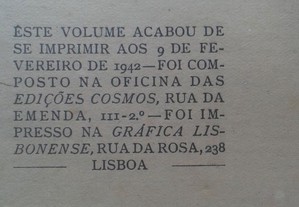 ÊSTE VOLUME ACABOU DE
SE IMPRIMIR AOS 9 DE FE-
VEREIRO DE 1942—FOI COM-
POSTO NA OFICINA DAS
EDIÇÕES COSMOS, RUA DA
EMENDA, 111-2.º—FOI IM-
PRESSO NA GRÁFICA LIS-
BONENSE, RUA DA ROSA, 238
—— LISBOA ——